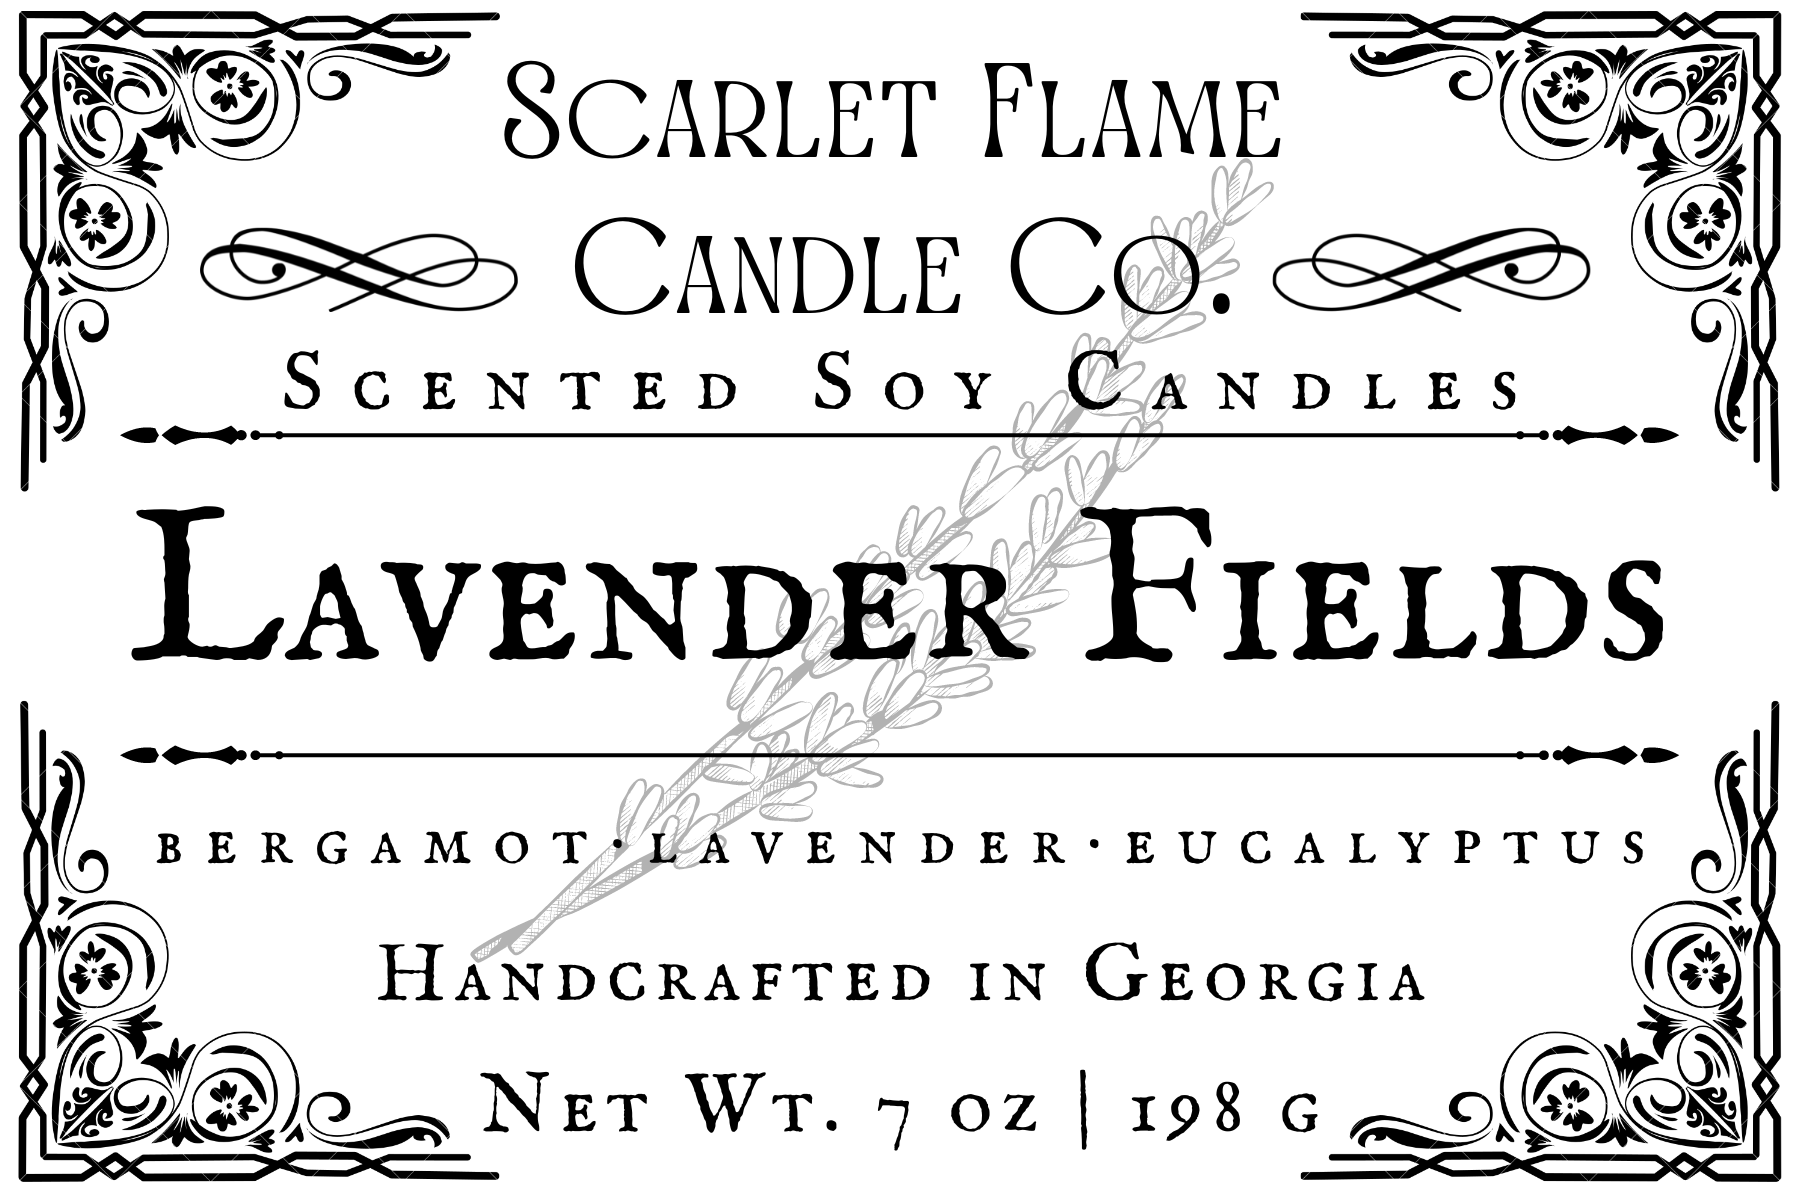 Scarlet Flame
Candle Co.
Scented Soy Candles
Lavender Fields
BERGAMOT·LAVENDER·EUCALYPTUS
Handcrafted in Georgia
Net Wt. 7 oz | 198 g